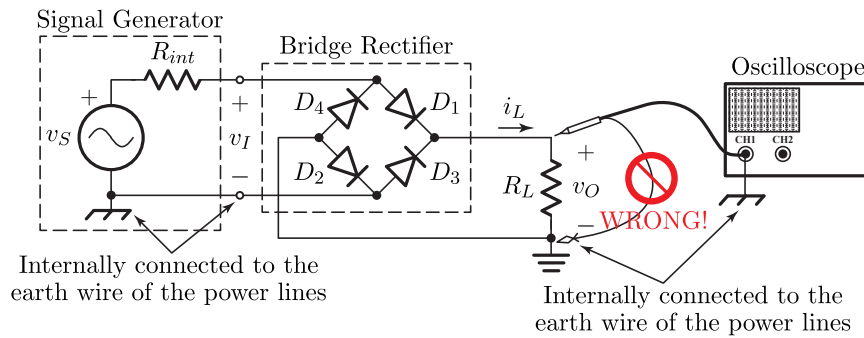 Signal Generator
R_int
+
v_S
+
v_I
−
Bridge Rectifier
D_4
D_1
D_2
D_3
i_L
R_L
+
v_O
−
WRONG!
Oscilloscope
CH1 CH2
Internally connected to the
earth wire of the power lines
Internally connected to the
earth wire of the power lines